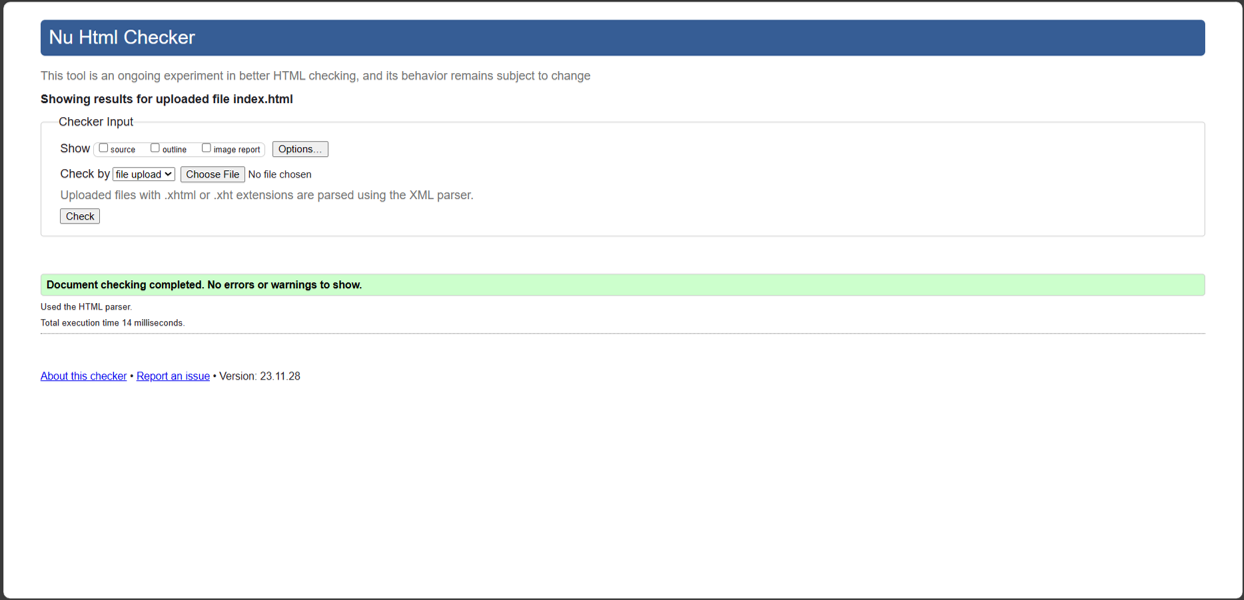 Nu Html Checker
This tool is an ongoing experiment in better HTML checking, and its behavior remains subject to change
Showing results for uploaded file index.html
Checker Input
Show source outline image report Options...
Check by file upload Choose File No file chosen
Uploaded files with .xhtml or .xht extensions are parsed using the XML parser.
Check
Document checking completed. No errors or warnings to show.
Used the HTML parser.
Total execution time 14 milliseconds.
About this checker • Report an issue • Version: 23.11.28